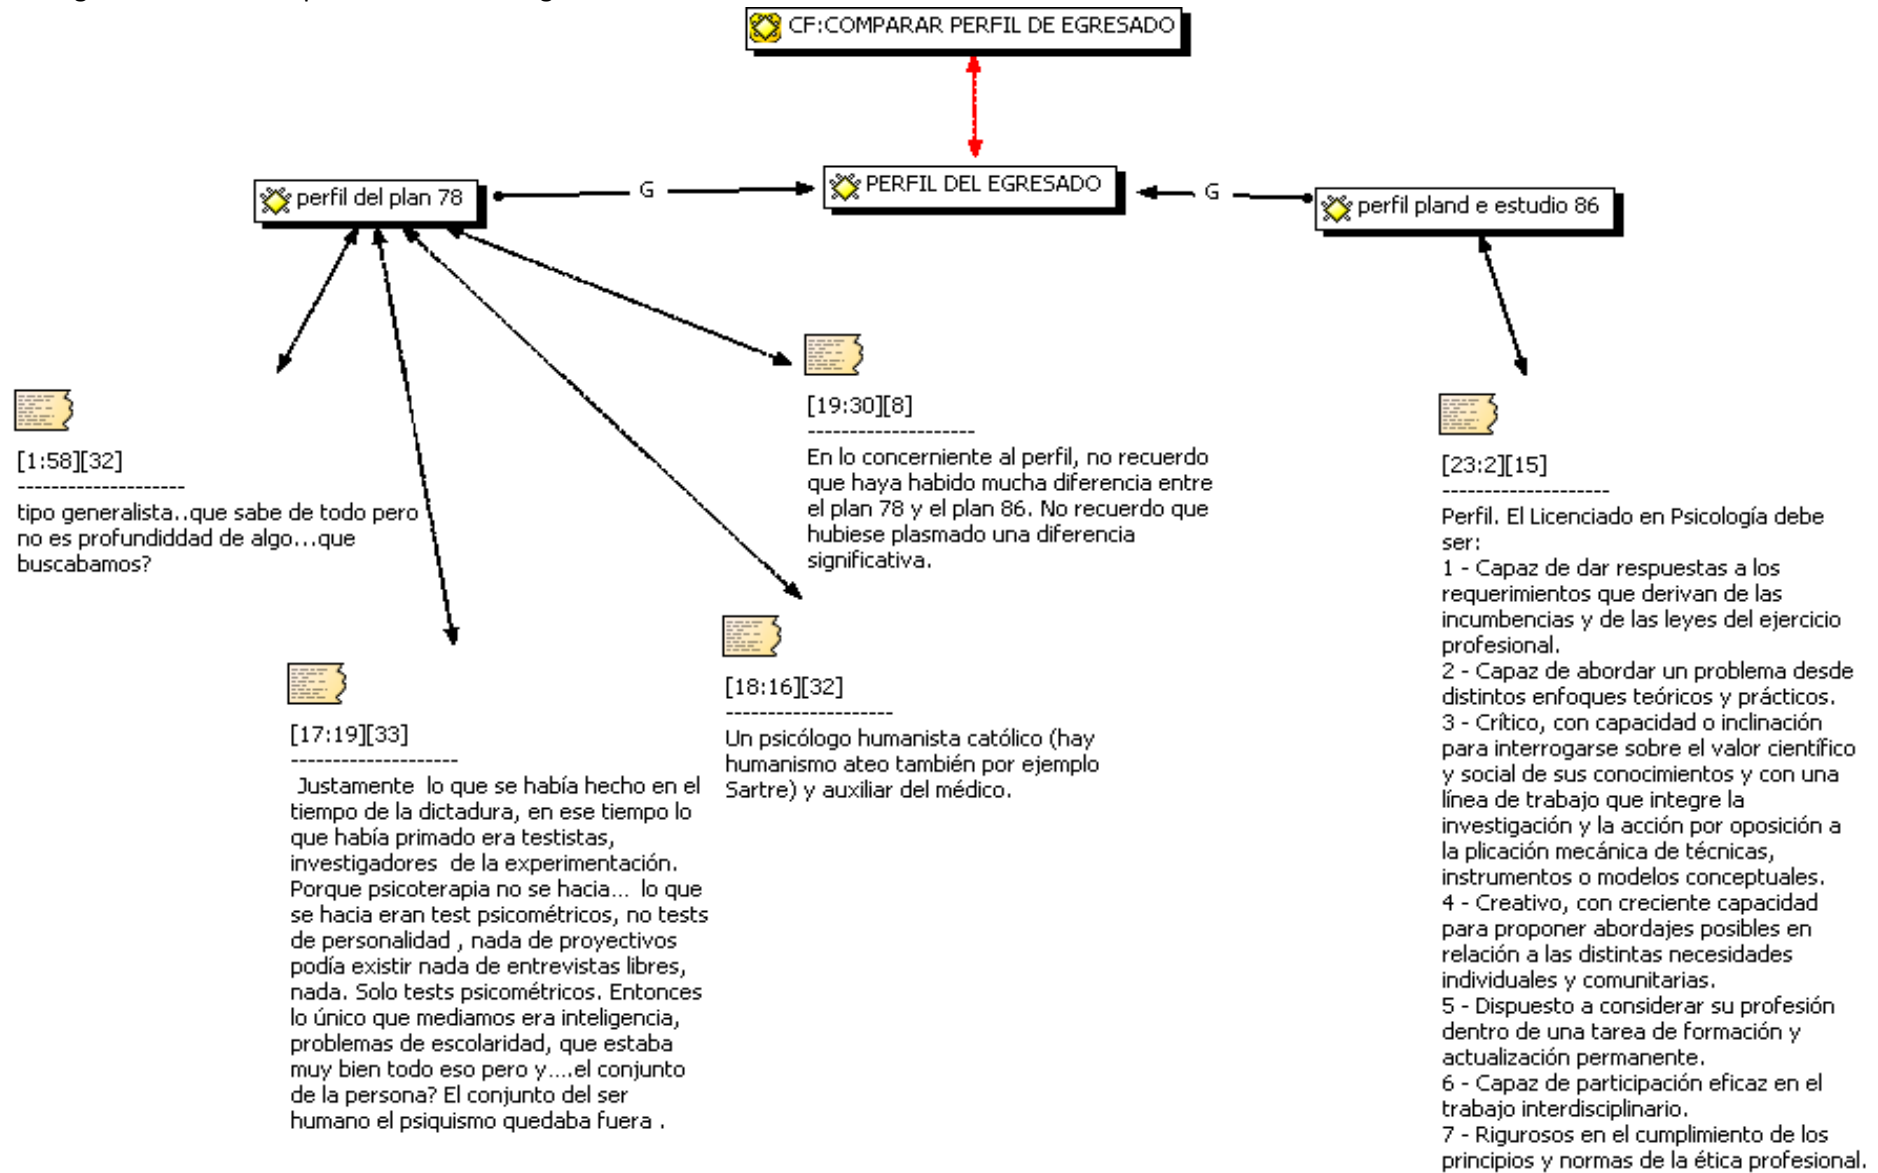 CF:COMPARAR PERFIL DE EGRESADO
perfil del plan 78
G
PERFIL DEL EGRESADO
G
perfil pland e estudio 86
[1:58][32]
--------------------
tipo generalista..que sabe de todo pero
no es profundiddad de algo...que
buscabamos?
[17:19][33]
--------------------
Justamente lo que se había hecho en el
tiempo de la dictadura, en ese tiempo lo
que había primado era testistas,
investigadores de la experimentación.
Porque psicoterapia no se hacia... lo que
se hacia eran test psicométricos, no tests
de personalidad , nada de proyectivos
podía existir nada de entrevistas libres,
nada. Solo tests psicométricos. Entonces
lo único que mediamos era inteligencia,
problemas de escolaridad, que estaba
muy bien todo eso pero y....el conjunto
de la persona? El conjunto del ser
humano el psiquismo quedaba fuera .
[19:30][8]
--------------------
En lo concerniente al perfil, no recuerdo
que haya habido mucha diferencia entre
el plan 78 y el plan 86. No recuerdo que
hubiese plasmado una diferencia
significativa.
[18:16][32]
--------------------
Un psicólogo humanista católico (hay
humanismo ateo también por ejemplo
Sartre) y auxiliar del médico.
[23:2][15]
--------------------
Perfil. El Licenciado en Psicología debe
ser:
1 - Capaz de dar respuestas a los
requerimientos que derivan de las
incumbencias y de las leyes del ejercicio
profesional.
2 - Capaz de abordar un problema desde
distintos enfoques teóricos y prácticos.
3 - Crítico, con capacidad o inclinación
para interrogarse sobre el valor científico
y social de sus conocimientos y con una
línea de trabajo que integre la
investigación y la acción por oposición a
la plicación mecánica de técnicas,
instrumentos o modelos conceptuales.
4 - Creativo, con creciente capacidad
para proponer abordajes posibles en
relación a las distintas necesidades
individuales y comunitarias.
5 - Dispuesto a considerar su profesión
dentro de una tarea de formación y
actualización permanente.
6 - Capaz de participación eficaz en el
trabajo interdisciplinario.
7 - Rigurosos en el cumplimiento de los
principios y normas de la ética profesional.